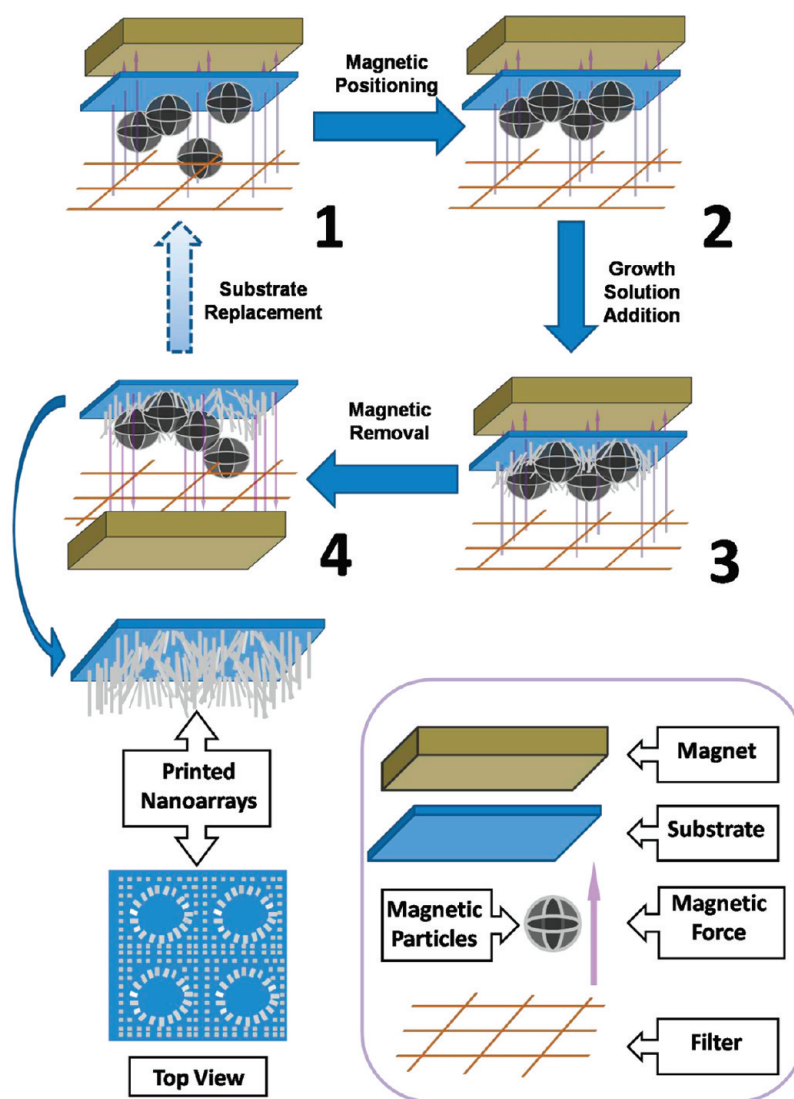 Magnetic
Positioning
1
2
Substrate
Replacement
Growth
Solution
Addition
Magnetic
Removal
4
3
Printed
Nanoarrays
Top View
Magnet
Substrate
Magnetic
Particles
Magnetic
Force
Filter